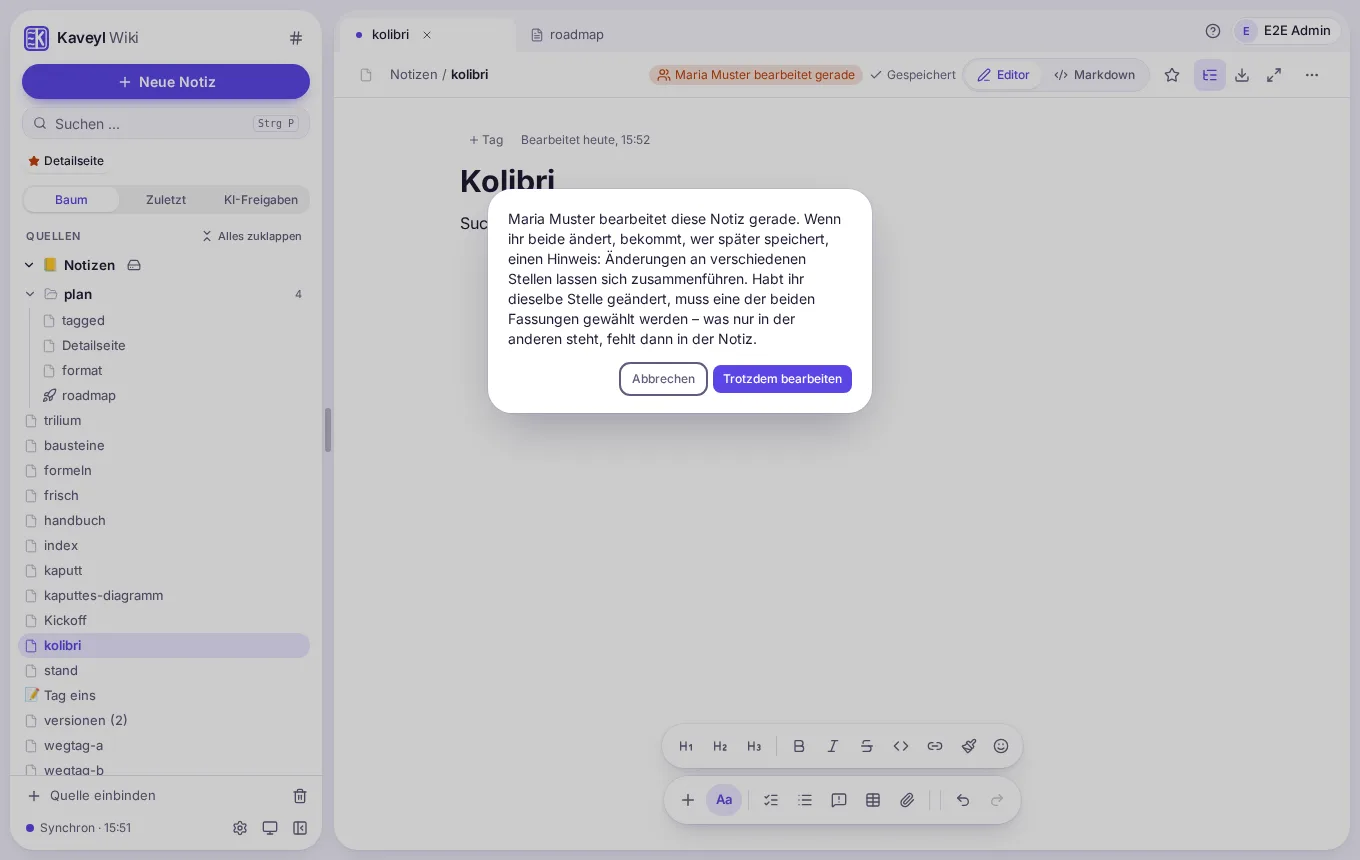 Kaveyl Wiki
Neue Notiz
Suchen ...
Strg P
Detailseite
Baum
Zuletzt
KI-Freigaben
QUELLEN
Alles zuklappen
Notizen
plan
4
tagged
Detailseite
format
roadmap
trilium
bausteine
formeln
frisch
handbuch
index
kaputt
kaputtes-diagramm
Kickoff
kolibri
stand
Tag eins
versionen (2)
wegtag-a
wegtag-b
Quelle einbinden
Synchron · 15:51
kolibri
roadmap
E
E2E Admin
Notizen / kolibri
Maria Muster bearbeitet gerade
Gespeichert
Editor
Markdown
+ Tag
Bearbeitet heute, 15:52
Kolibri
Suc
Maria Muster bearbeitet diese Notiz gerade. Wenn
ihr beide ändert, bekommt, wer später speichert,
einen Hinweis: Änderungen an verschiedenen
Stellen lassen sich zusammenführen. Habt ihr
dieselbe Stelle geändert, muss eine der beiden
Fassungen gewählt werden – was nur in der
anderen steht, fehlt dann in der Notiz.
Abbrechen
Trotzdem bearbeiten
H1
H2
H3
B
I
S
Aa